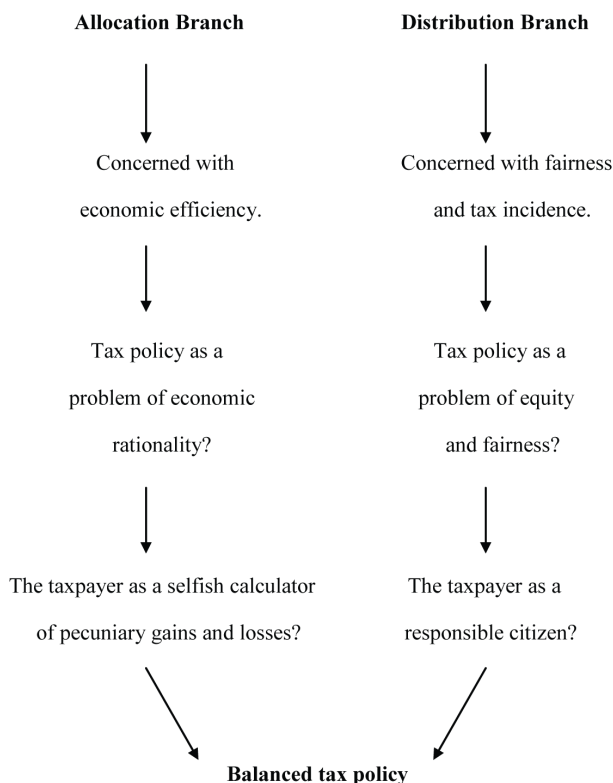 Allocation Branch
Distribution Branch
Concerned with
economic efficiency.
Concerned with fairness
and tax incidence.
Tax policy as a
problem of economic
rationality?
Tax policy as a
problem of equity
and fairness?
The taxpayer as a selfish calculator
of pecuniary gains and losses?
The taxpayer as a
responsible citizen?
Balanced tax policy